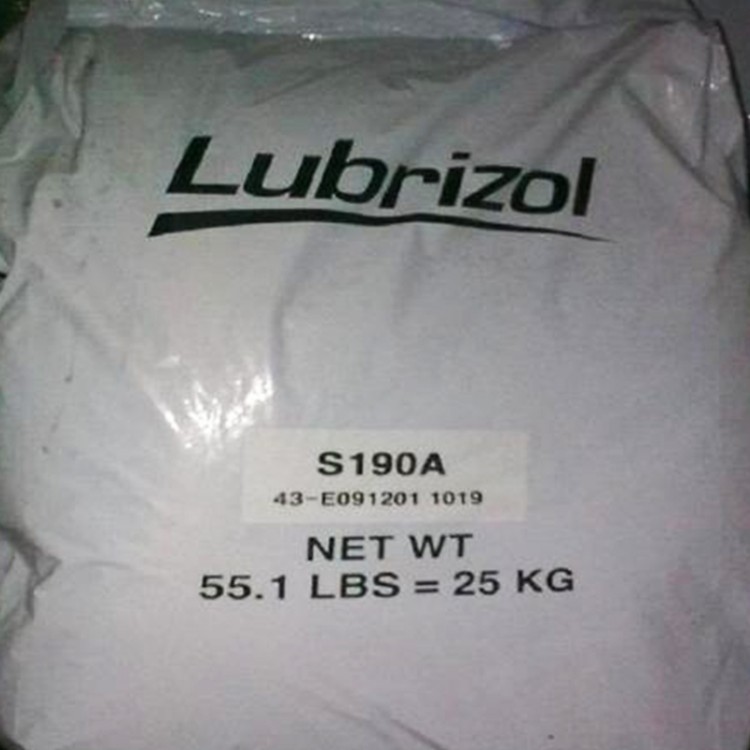 Lubrizol
S190A
43-E091201 1019
NET WT
55.1 LBS = 25 KG